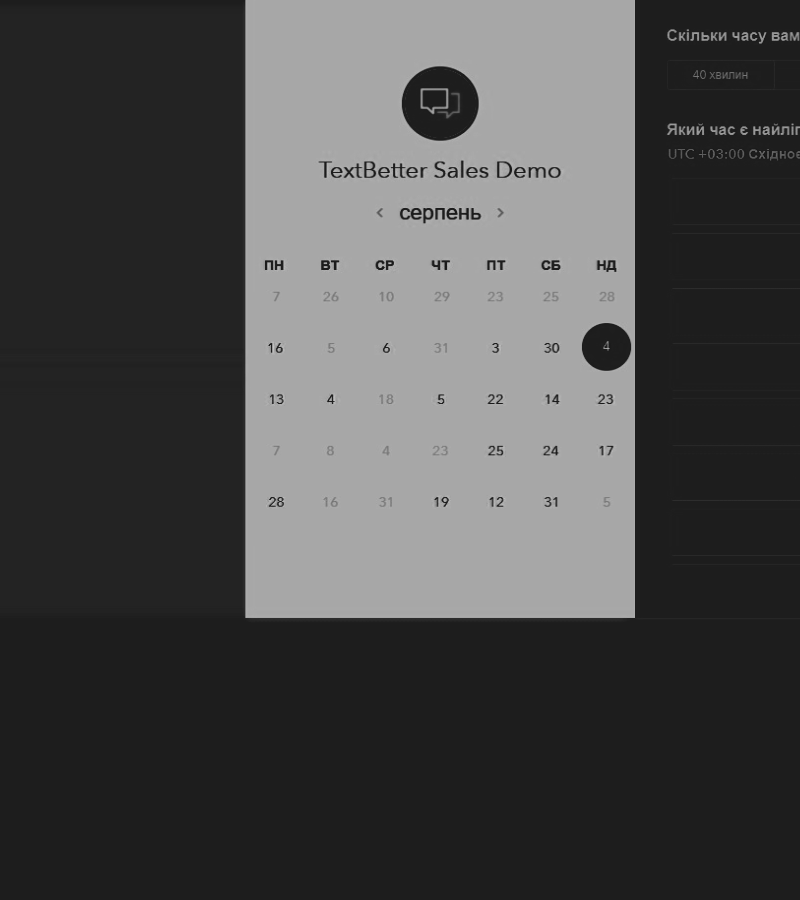 TextBetter Sales Demo
серпень
ПН ВТ СР ЧТ ПТ СБ НД
7 26 10 29 23 25 28
16 5 6 31 3 30 4
13 4 18 5 22 14 23
7 8 4 23 25 24 17
28 16 31 19 12 31 5
Скільки часу вам
40 хвилин
Який час є
UTC +03:00